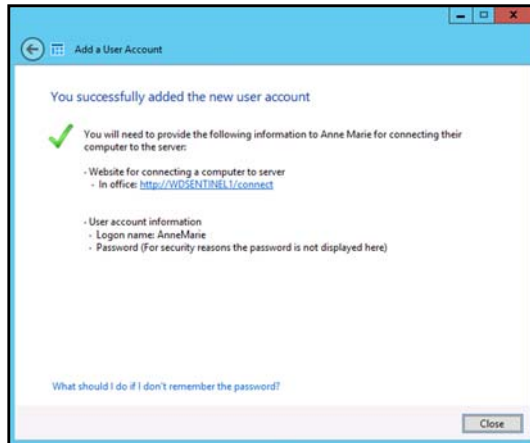 Add a User Account
You successfully added the new user account
You will need to provide the following information to Anne Marie for connecting their
computer to the server:
- Website for connecting a computer to server
- In office: http://WDSENTINEL1/connect
- User account information
- Logon name: AnneMarie
- Password (For security reasons the password is not displayed here)
What should I do if I don't remember the password?
Close